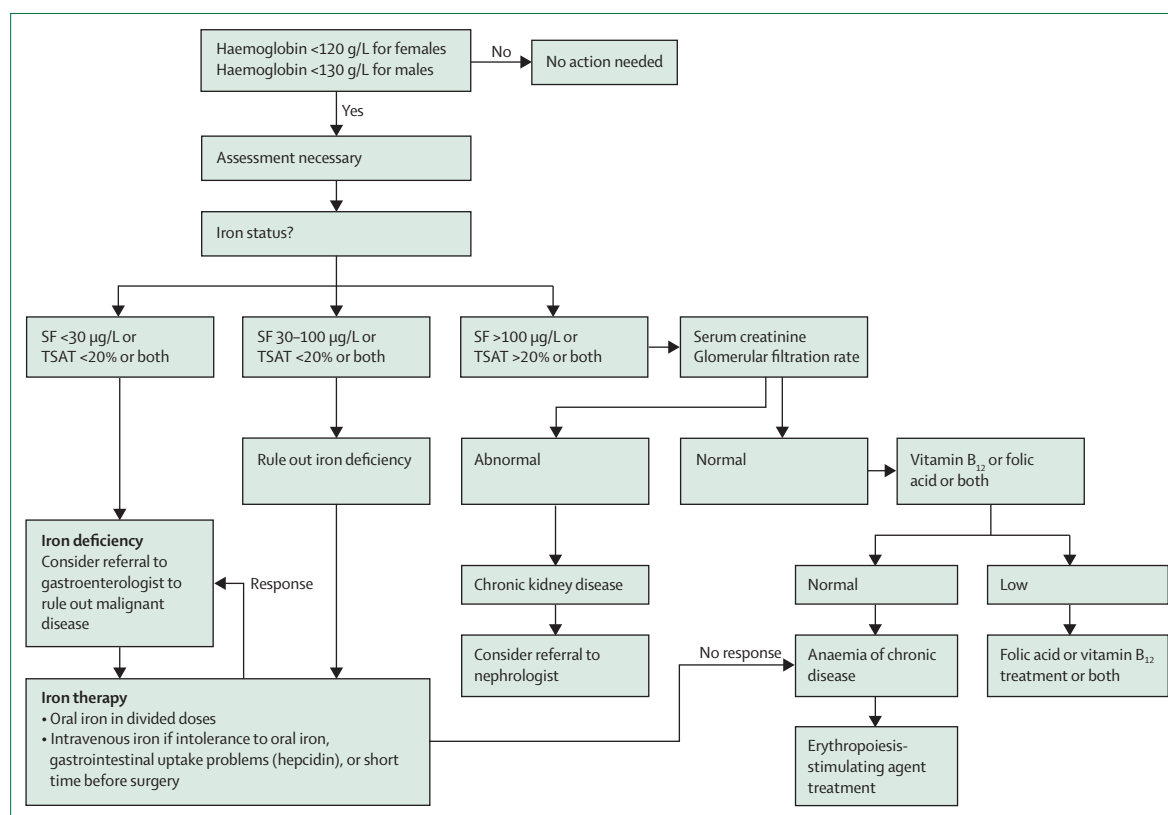 Haemoglobin <120 g/L for females
Haemoglobin <130 g/L for males
No
No action needed
Yes
Assessment necessary
Iron status?
SF <30 µg/L or
TSAT <20% or both
SF 30–100 µg/L or
TSAT <20% or both
SF >100 µg/L or
TSAT >20% or both
Serum creatinine
Glomerular filtration rate
Rule out iron deficiency
Abnormal
Normal
Vitamin B₁₂ or folic
acid or both
Iron deficiency
Consider referral to
gastroenterologist to
rule out malignant
disease
Response
Chronic kidney disease
Normal
Low
Consider referral to
nephrologist
No response
Anaemia of chronic
disease
Folic acid or vitamin B₁₂
treatment or both
Iron therapy
• Oral iron in divided doses
• Intravenous iron if intolerance to oral iron,
gastrointestinal uptake problems (hepcidin), or short
time before surgery
Erythropoiesis-
stimulating agent
treatment